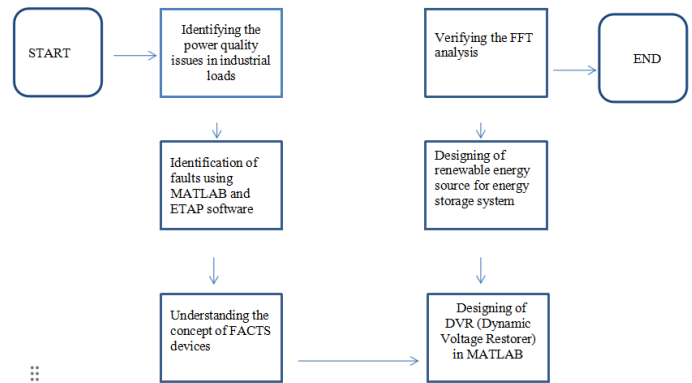 START
Identifying the
power quality
issues in industrial
loads
Identification of
faults using
MATLAB and
ETAP software
Understanding the
concept of FACTS
devices
Designing of
DVR (Dynamic
Voltage Restorer)
in MATLAB
Designing of
renewable energy
source for energy
storage system
Verifying the FFT
analysis
END